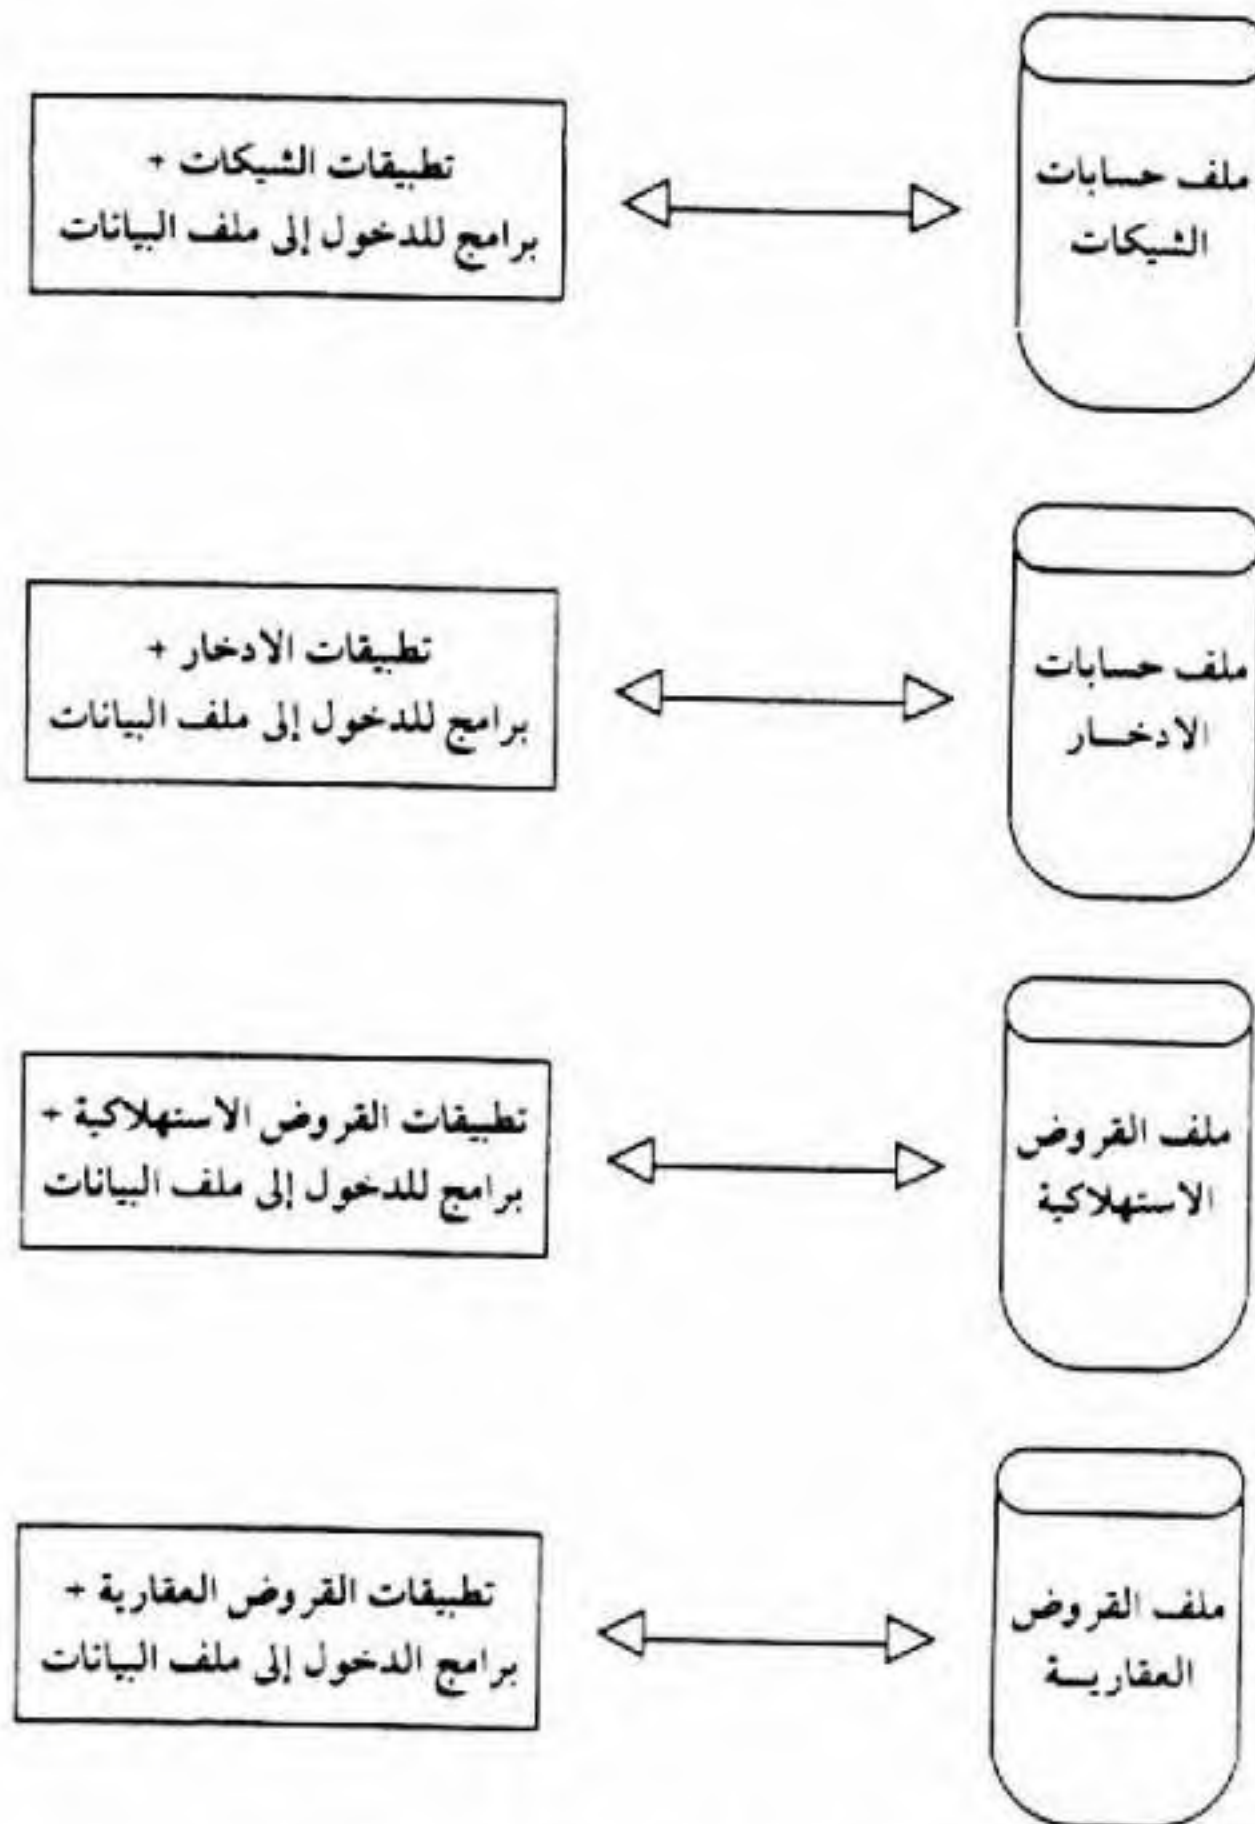 ملف حسابات
الشيكات
تطبيقات الشيكات +
برامج للدخول إلى ملف البيانات
ملف حسابات
الادخــار
تطبيقات الادخار +
برامج للدخول إلى ملف البيانات
ملف القروض
الاستهلاكية
تطبيقات القروض الاستهلاكية +
برامج للدخول إلى ملف البيانات
ملف القروض
العقاريــة
تطبيقات القروض العقارية +
برامج الدخول إلى ملف البيانات